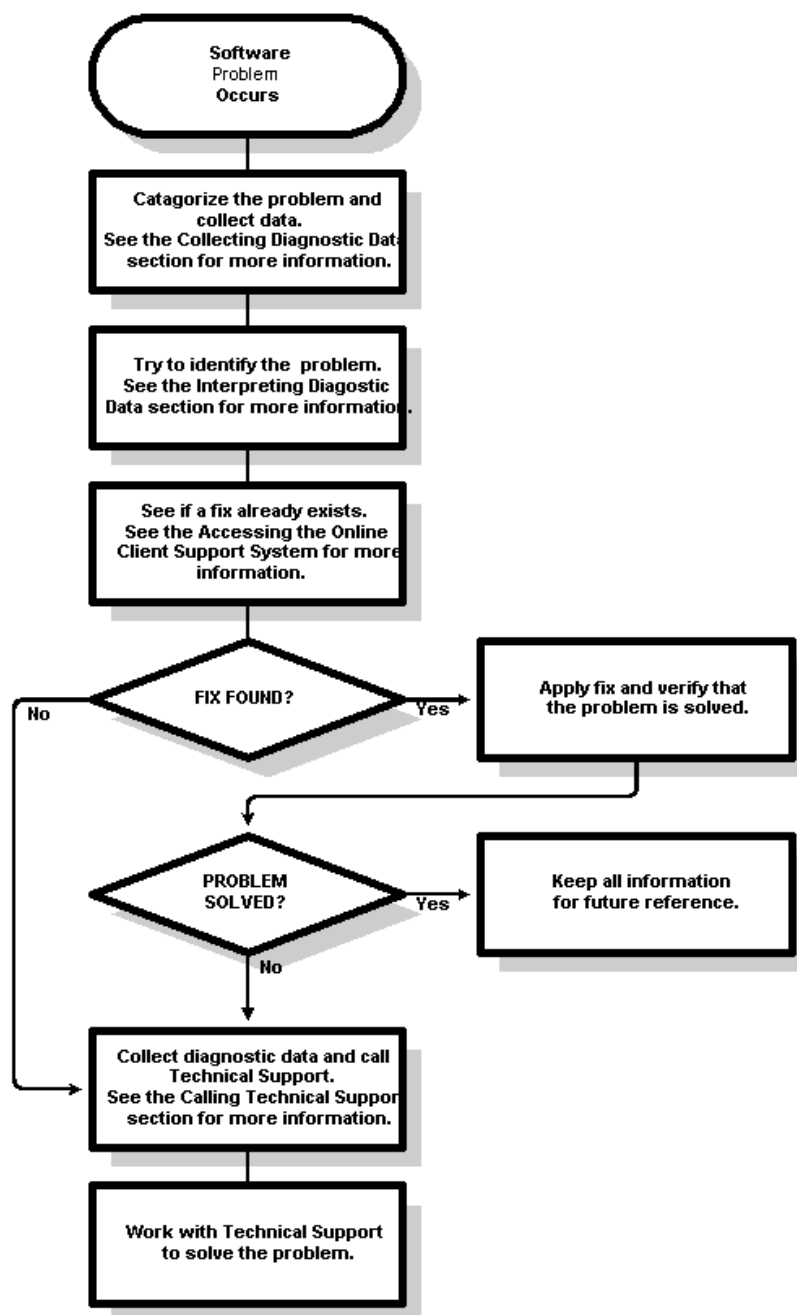 Software
Problem
Occurs
Catagorize the problem and
collect data.
See the Collecting Diagnostic Data
section for more information.
Try to identify the problem.
See the Interpreting Diagostic
Data section for more information.
See if a fix already exists.
See the Accessing the Online
Client Support System for more
information.
FIX FOUND?
No
Yes
Apply fix and verify that
the problem is solved.
PROBLEM
SOLVED?
Yes
Keep all information
for future reference.
No
Collect diagnostic data and call
Technical Support.
See the Calling Technical Support
section for more information.
Work with Technical Support
to solve the problem.